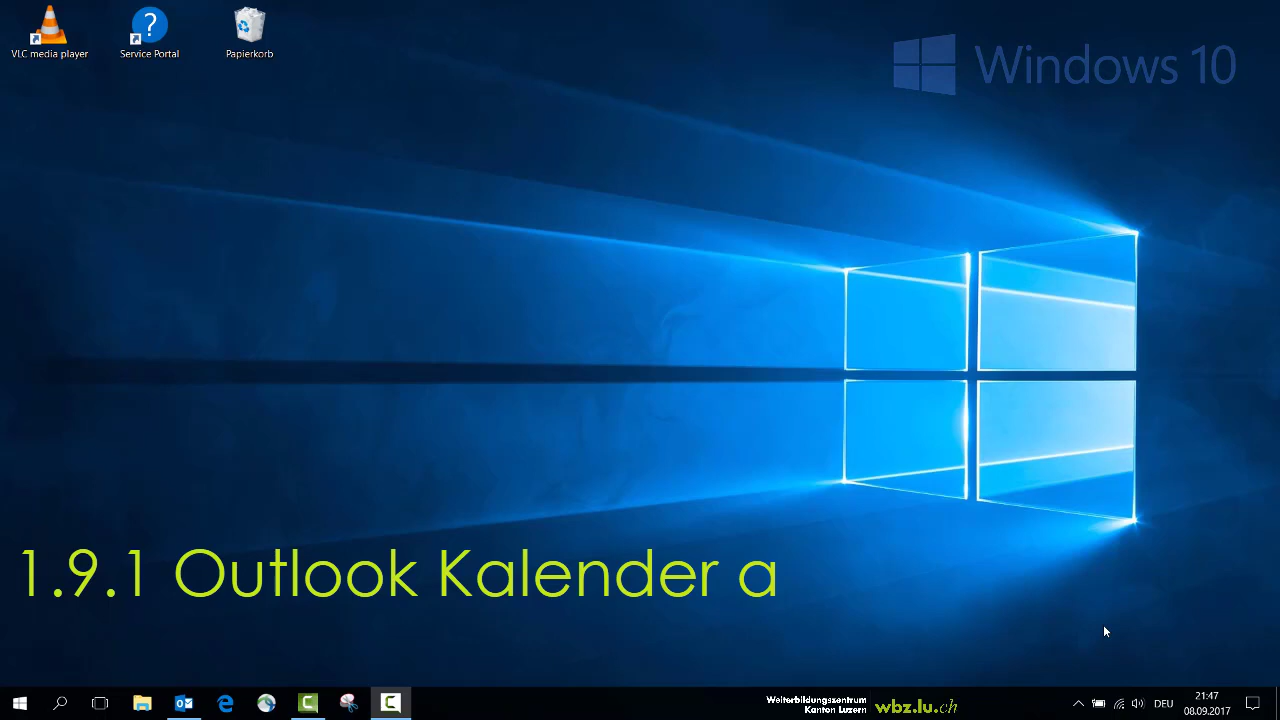 VLC media player
Service Portal
Papierkorb
Windows 10
1.9.1 Outlook Kalender a
Weiterbildungszentrum
Kanton Luzern
wbz.lu.ch
DEU
21:47
08.09.2017